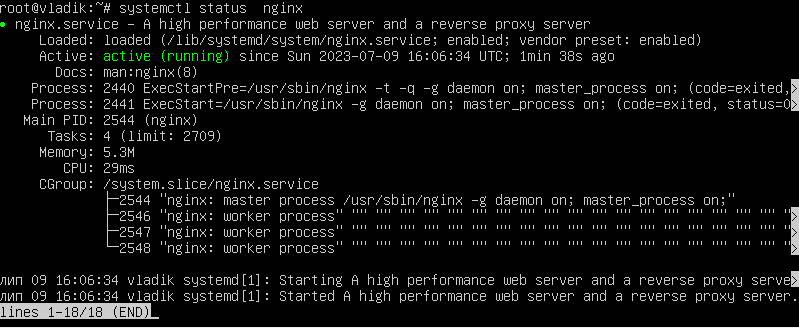 root@vladik:~# systemctl status  nginx
● nginx.service - A high performance web server and a reverse proxy server
     Loaded: loaded (/lib/systemd/system/nginx.service; enabled; vendor preset: enabled)
     Active: active (running) since Sun 2023-07-09 16:06:34 UTC; 1min 38s ago
       Docs: man:nginx(8)
    Process: 2440 ExecStartPre=/usr/sbin/nginx -t -q -g daemon on; master_process on; (code=exited,>
    Process: 2441 ExecStart=/usr/sbin/nginx -g daemon on; master_process on; (code=exited, status=0>
   Main PID: 2544 (nginx)
      Tasks: 4 (limit: 2709)
     Memory: 5.3M
        CPU: 29ms
     CGroup: /system.slice/nginx.service
             ├─2544 "nginx: master process /usr/sbin/nginx -g daemon on; master_process on;"
             ├─2546 "nginx: worker process" "" "" "" "" "" "" "" "" "" "" "" "" "" "" "" "" "" "" >
             ├─2547 "nginx: worker process" "" "" "" "" "" "" "" "" "" "" "" "" "" "" "" "" "" "" >
             └─2548 "nginx: worker process" "" "" "" "" "" "" "" "" "" "" "" "" "" "" "" "" "" "" >
лип 09 16:06:34 vladik systemd[1]: Starting A high performance web server and a reverse proxy serve>
лип 09 16:06:34 vladik systemd[1]: Started A high performance web server and a reverse proxy server.
lines 1-18/18 (END)